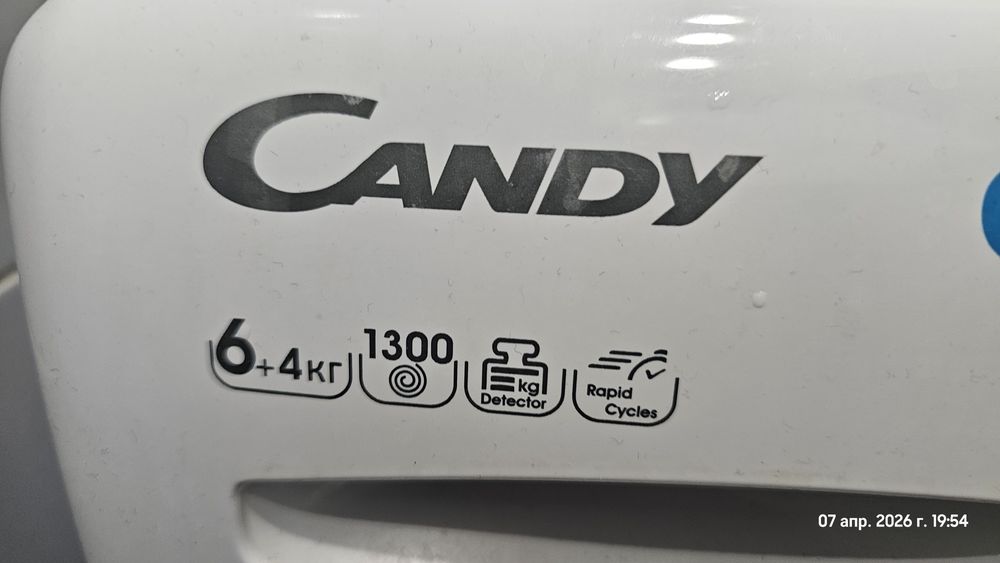 CANDY
6+4кг
1300
kg
Detector
Rapid
Cycles
07 апр. 2026 г. 19:54